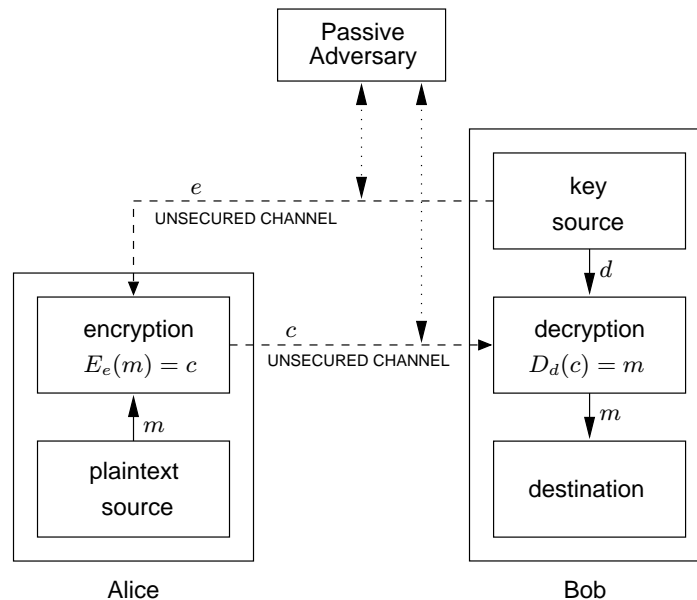 Passive
Adversary
key
source
e
UNSECURED CHANNEL
d
encryption
E_e(m) = c
c
UNSECURED CHANNEL
decryption
D_d(c) = m
m
m
plaintext
source
destination
Alice
Bob